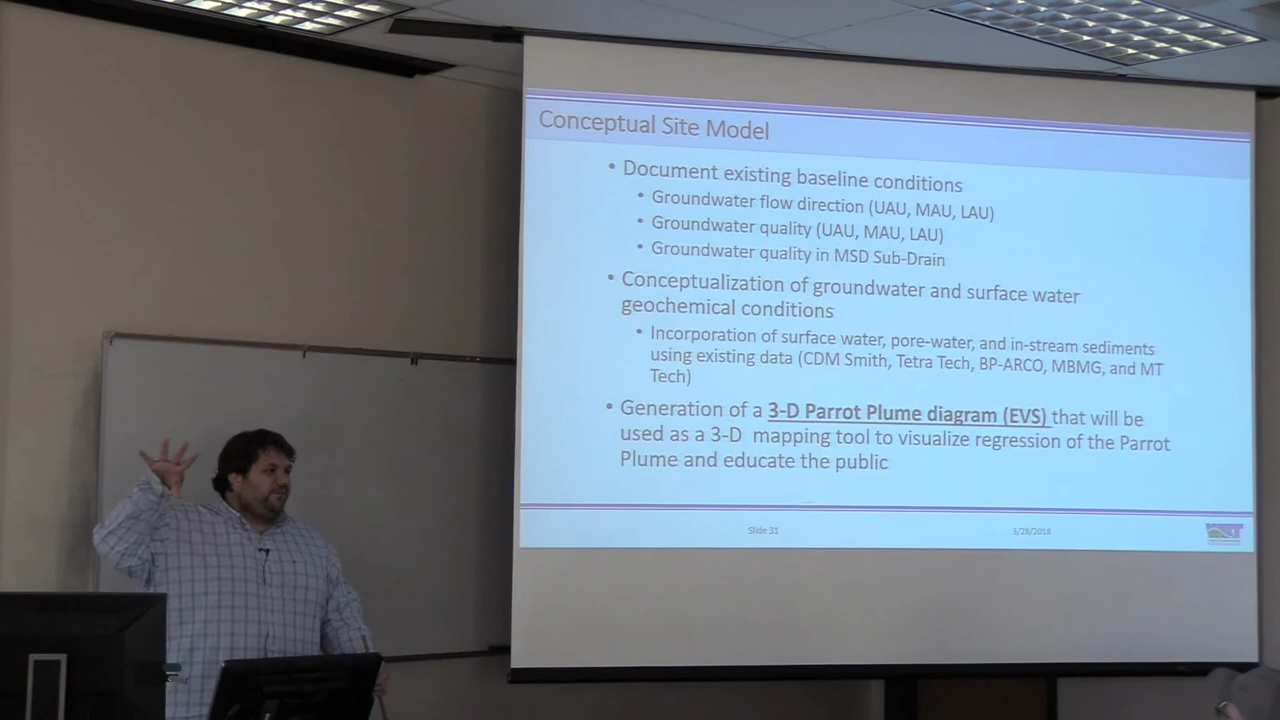 Conceptual Site Model
• Document existing baseline conditions
• Groundwater flow direction (UAU, MAU, LAU)
• Groundwater quality (UAU, MAU, LAU)
• Groundwater quality in MSD Sub-Drain
• Conceptualization of groundwater and surface water
geochemical conditions
• Incorporation of surface water, pore-water, and in-stream sediments
using existing data (CDM Smith, Tetra Tech, BP-ARCO, MBMG, and MT
Tech)
• Generation of a 3-D Parrot Plume diagram (EVS) that will be
used as a 3-D mapping tool to visualize regression of the Parrot
Plume and educate the public
Slide 31
3/28/2018